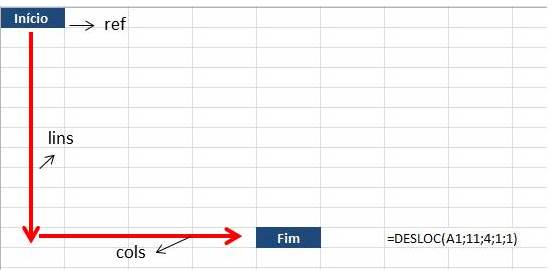 Início
ref
lins
cols
Fim
=DESLOC(A1;11;4;1;1)